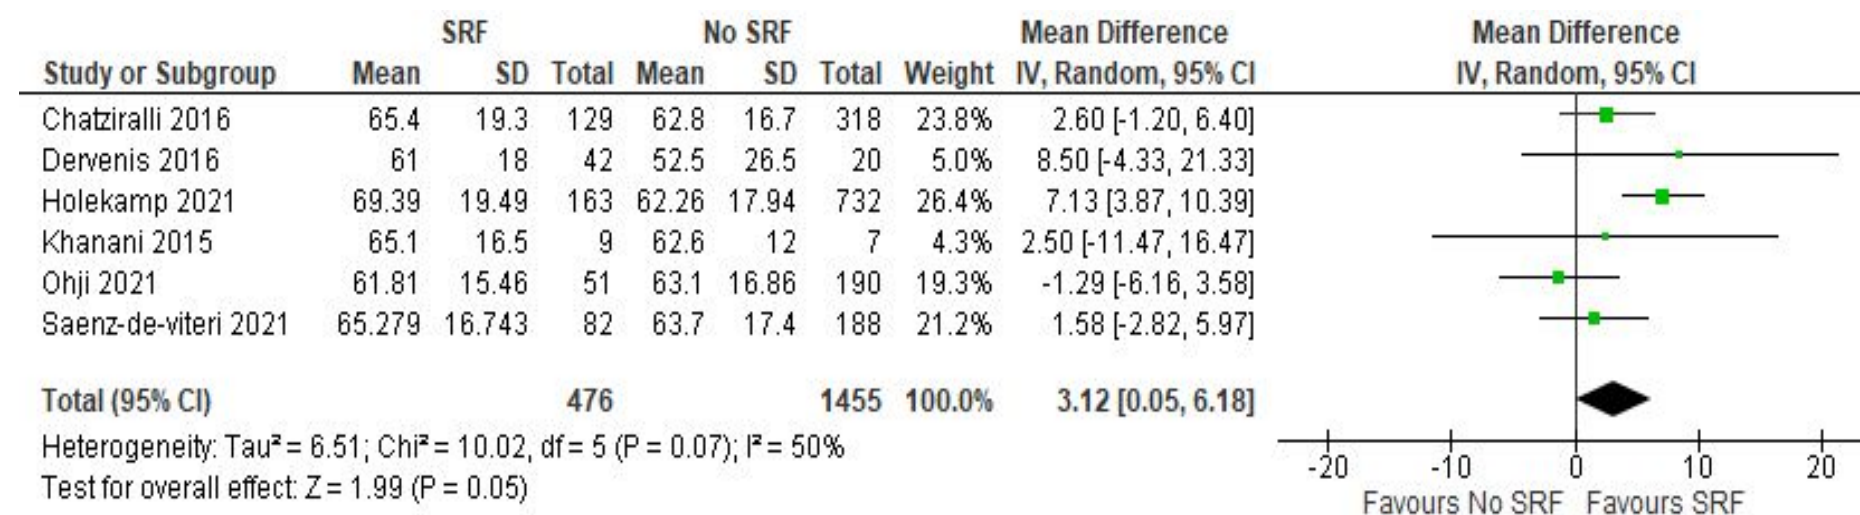 SRF No SRF Mean Difference Mean Difference
Study or Subgroup Mean SD Total Mean SD Total Weight IV, Random, 95% CI IV, Random, 95% CI
Chatziralli 2016 65.4 19.3 129 62.8 16.7 318 23.8% 2.60 [-1.20, 6.40]
Dervenis 2016 61 18 42 52.5 26.5 20 5.0% 8.50 [-4.33, 21.33]
Holekamp 2021 69.39 19.49 163 62.26 17.94 732 26.4% 7.13 [3.87, 10.39]
Khanani 2015 65.1 16.5 9 62.6 12 7 4.3% 2.50 [-11.47, 16.47]
Ohji 2021 61.81 15.46 51 63.1 16.86 190 19.3% -1.29 [-6.16, 3.58]
Saenz-de-viteri 2021 65.279 16.743 82 63.7 17.4 188 21.2% 1.58 [-2.82, 5.97]
Total (95% CI) 476 1455 100.0% 3.12 [0.05, 6.18]
Heterogeneity: Tau² = 6.51; Chi² = 10.02, df = 5 (P = 0.07); I² = 50%
Test for overall effect: Z = 1.99 (P = 0.05)
-20 -10 0 10 20
Favours No SRF Favours SRF